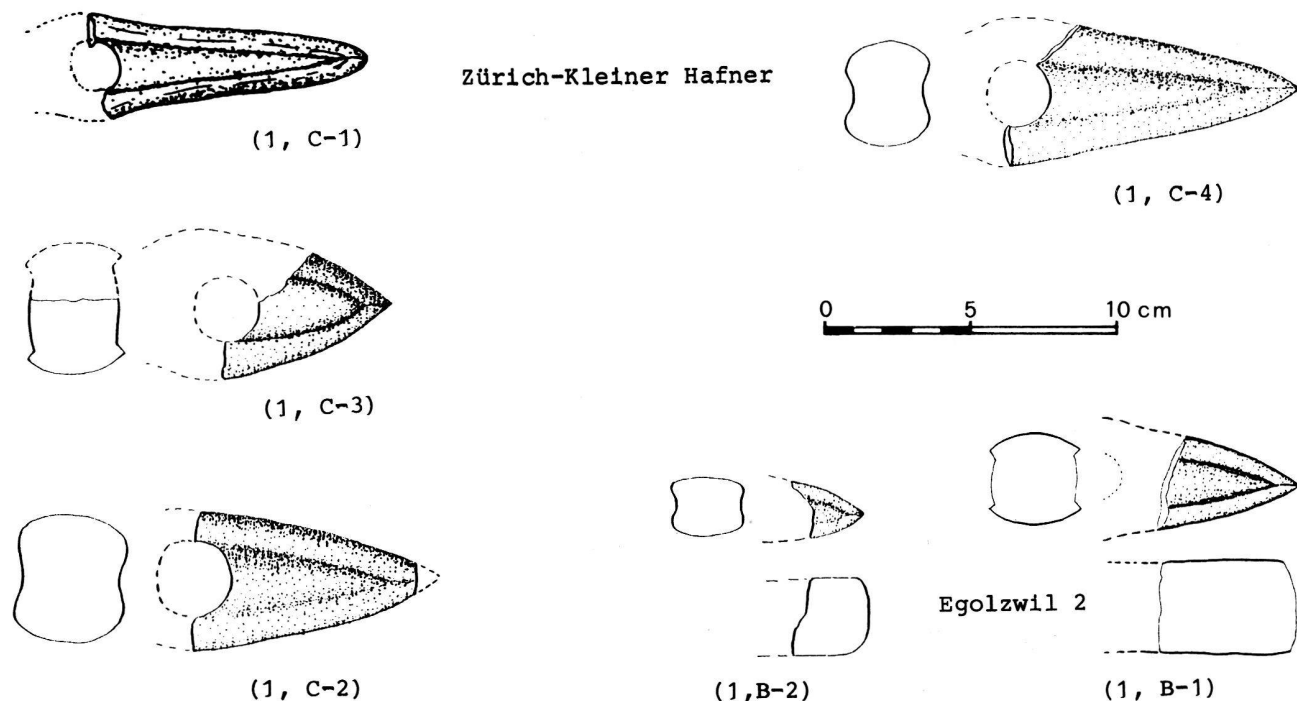 (1, C-1)
Zürich-Kleiner Hafner
(1, C-4)
(1, C-3)
0 5 10 cm
(1, C-2)
(1,B-2)
Egolzwil 2
(1, B-1)